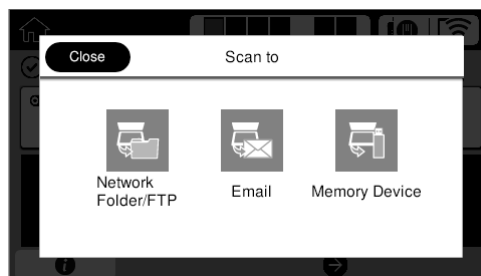 Close
Scan to
Network
Folder/FTP
Email
Memory Device